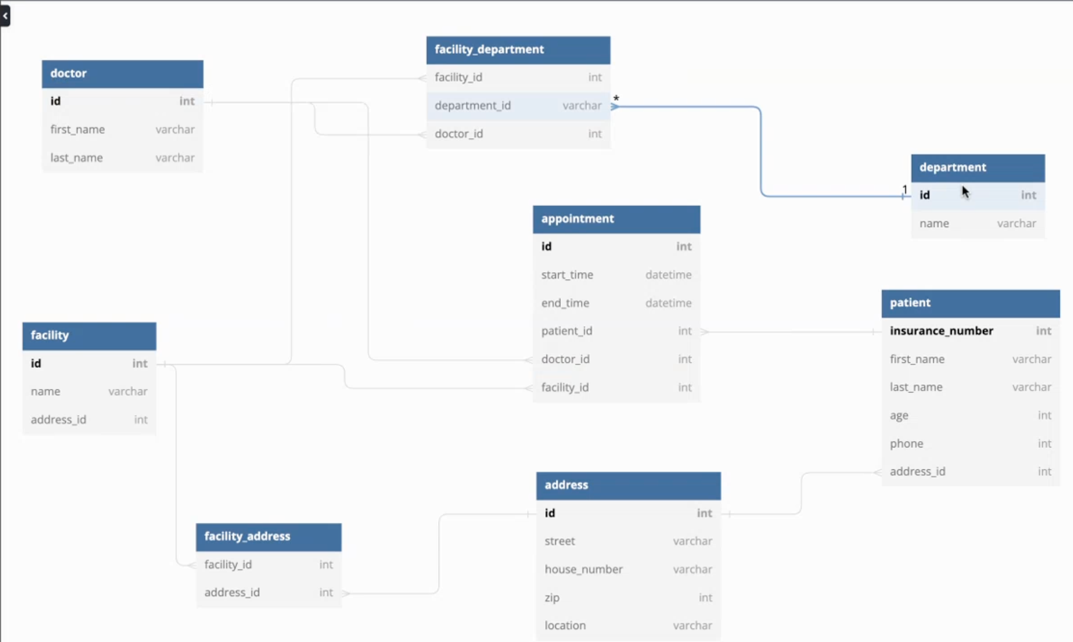 doctor
id int
first_name varchar
last_name varchar
facility_department
facility_id int
department_id varchar
doctor_id int
*
1
department
id int
name varchar
appointment
id int
start_time datetime
end_time datetime
patient_id int
doctor_id int
facility_id int
patient
insurance_number int
first_name varchar
last_name varchar
age int
phone int
address_id int
facility
id int
name varchar
address_id int
facility_address
facility_id int
address_id int
address
id int
street varchar
house_number varchar
zip int
location varchar